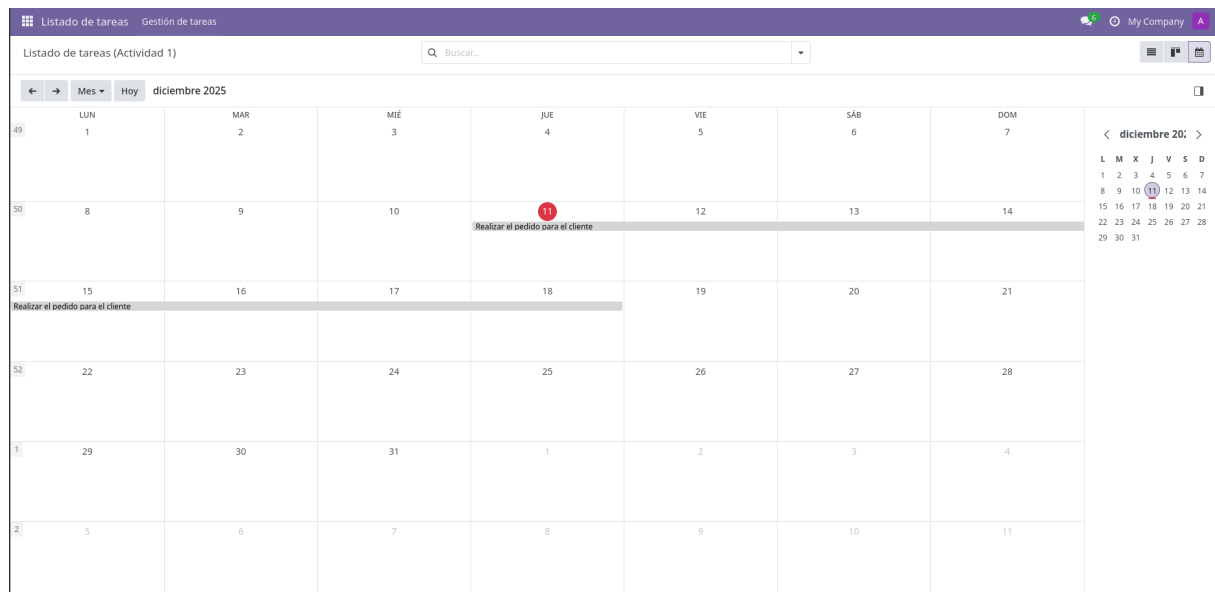 Listado de tareas Gestión de tareas 6 My Company A
Listado de tareas (Actividad 1) Buscar...
Mes Hoy diciembre 2025
LUN MAR MIÉ JUE VIE SÁB DOM
49 1 2 3 4 5 6 7
50 8 9 10 11 12 13 14
Realizar el pedido para el cliente
51 15 16 17 18 19 20 21
Realizar el pedido para el cliente
52 22 23 24 25 26 27 28
1 29 30 31 1 2 3 4
2 5 6 7 8 9 10 11
diciembre 202
L M X J V S D
1 2 3 4 5 6 7
8 9 10 11 12 13 14
15 16 17 18 19 20 21
22 23 24 25 26 27 28
29 30 31